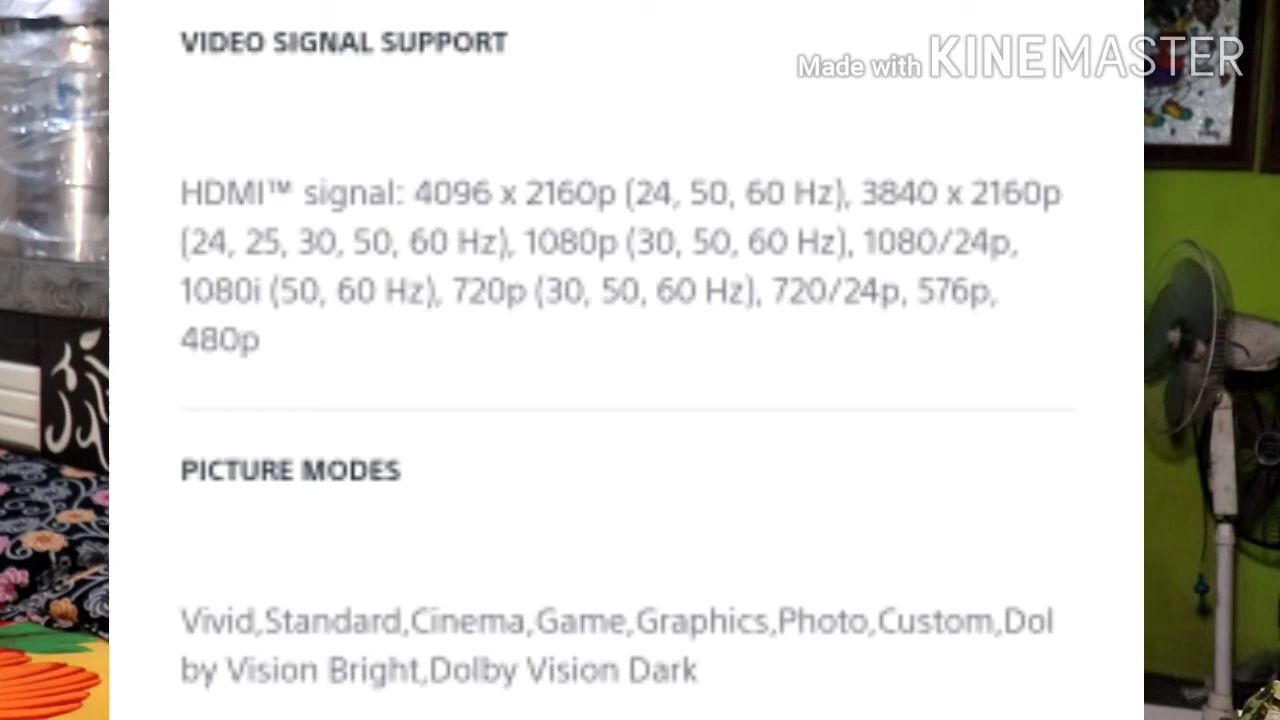 VIDEO SIGNAL SUPPORT
Made with KINEMASTER
HDMI™ signal: 4096 x 2160p (24, 50, 60 Hz), 3840 x 2160p
(24, 25, 30, 50, 60 Hz), 1080p (30, 50, 60 Hz), 1080/24p,
1080i (50, 60 Hz), 720p (30, 50, 60 Hz), 720/24p, 576p,
480p
PICTURE MODES
Vivid,Standard,Cinema,Game,Graphics,Photo,Custom,Dol
by Vision Bright,Dolby Vision Dark